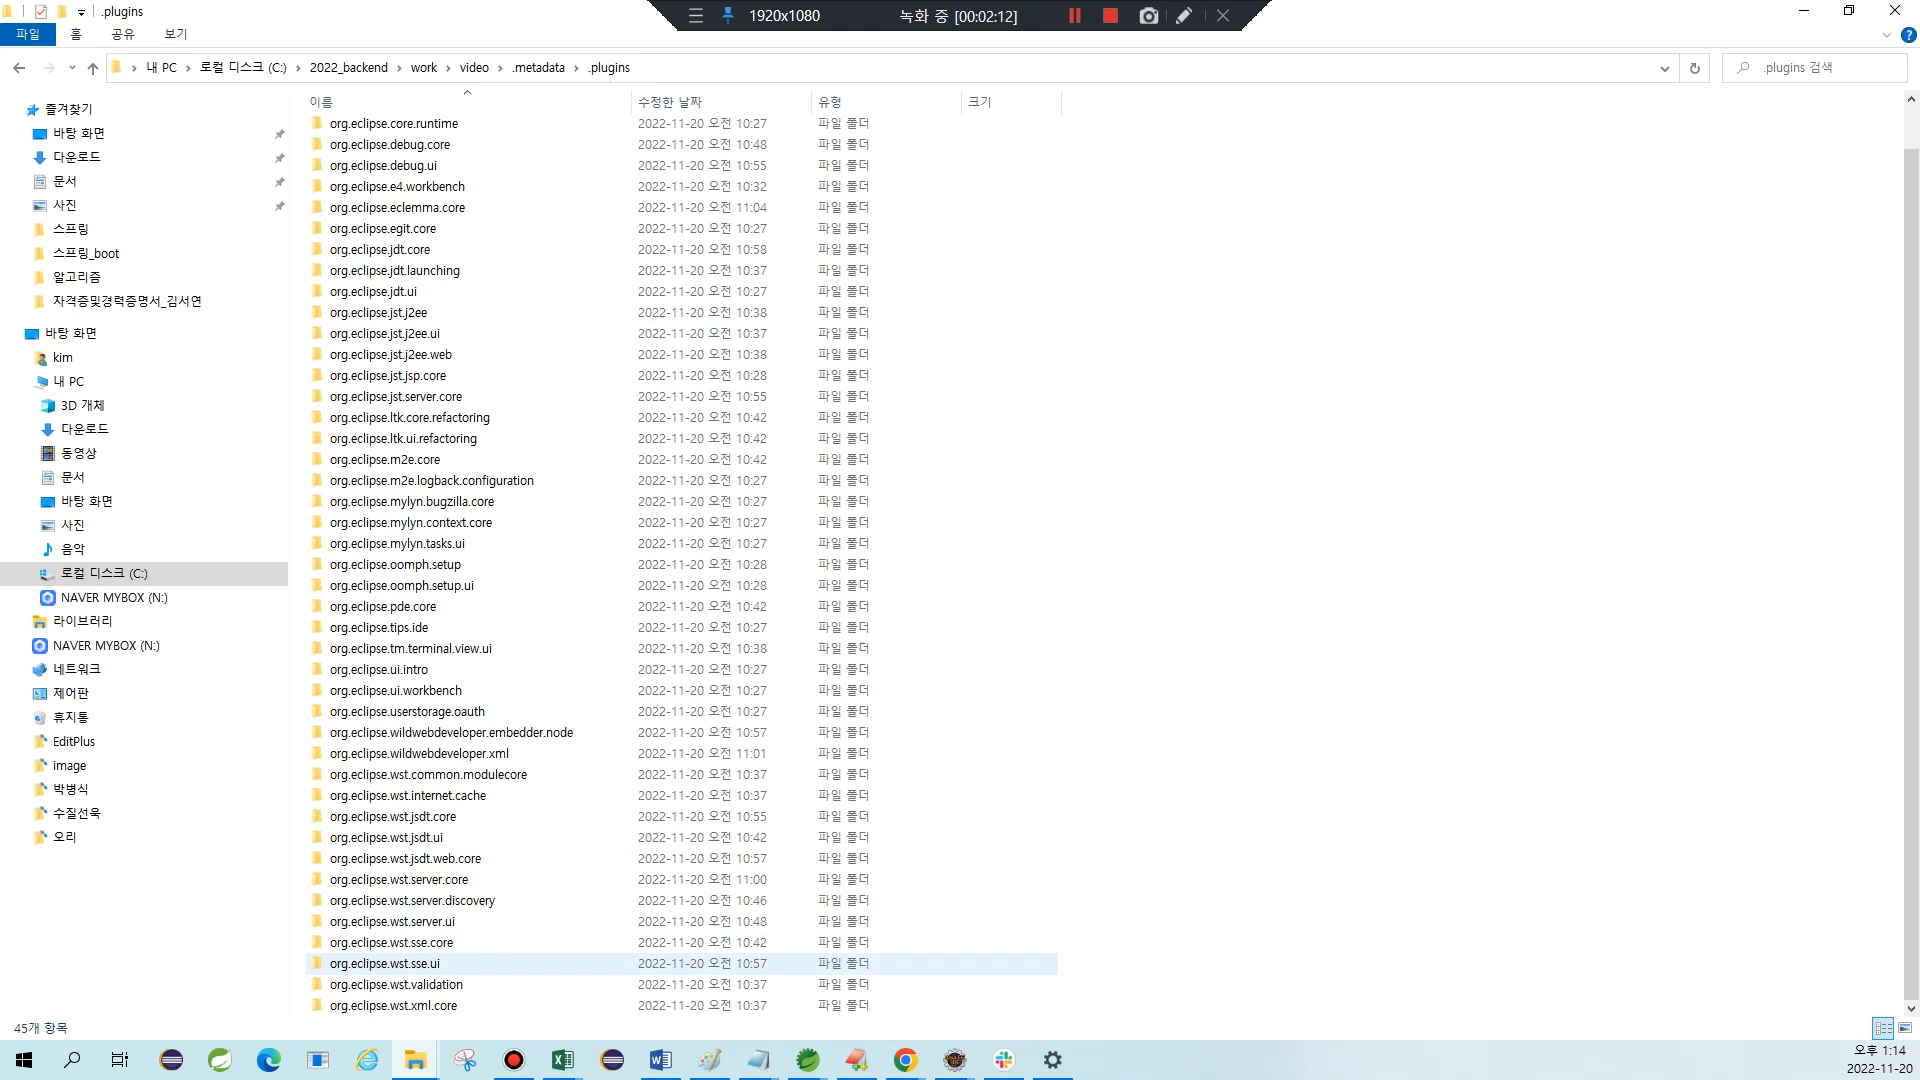 .plugins
1920x1080
녹화 중 [00:02:12]
파일
홈
공유
보기
내 PC
로컬 디스크 (C:)
2022_backend
work
video
.metadata
.plugins
.plugins 검색
즐겨찾기
바탕 화면
다운로드
문서
사진
스프링
스프링_boot
알고리즘
자격증및경력증명서_김서연
바탕 화면
kim
내 PC
3D 개체
다운로드
동영상
문서
바탕 화면
사진
음악
로컬 디스크 (C:)
NAVER MYBOX (N:)
라이브러리
NAVER MYBOX (N:)
네트워크
제어판
휴지통
EditPlus
image
박병식
수질선욱
오리
이름 수정한 날짜 유형 크기
org.eclipse.core.runtime 2022-11-20 오전 10:27 파일 폴더
org.eclipse.debug.core 2022-11-20 오전 10:48 파일 폴더
org.eclipse.debug.ui 2022-11-20 오전 10:55 파일 폴더
org.eclipse.e4.workbench 2022-11-20 오전 10:32 파일 폴더
org.eclipse.eclemma.core 2022-11-20 오전 11:04 파일 폴더
org.eclipse.egit.core 2022-11-20 오전 10:27 파일 폴더
org.eclipse.jdt.core 2022-11-20 오전 10:58 파일 폴더
org.eclipse.jdt.launching 2022-11-20 오전 10:37 파일 폴더
org.eclipse.jdt.ui 2022-11-20 오전 10:27 파일 폴더
org.eclipse.jst.j2ee 2022-11-20 오전 10:38 파일 폴더
org.eclipse.jst.j2ee.ui 2022-11-20 오전 10:37 파일 폴더
org.eclipse.jst.j2ee.web 2022-11-20 오전 10:38 파일 폴더
org.eclipse.jst.jsp.core 2022-11-20 오전 10:28 파일 폴더
org.eclipse.jst.server.core 2022-11-20 오전 10:55 파일 폴더
org.eclipse.ltk.core.refactoring 2022-11-20 오전 10:42 파일 폴더
org.eclipse.ltk.ui.refactoring 2022-11-20 오전 10:42 파일 폴더
org.eclipse.m2e.core 2022-11-20 오전 10:42 파일 폴더
org.eclipse.m2e.logback.configuration 2022-11-20 오전 10:27 파일 폴더
org.eclipse.mylyn.bugzilla.core 2022-11-20 오전 10:27 파일 폴더
org.eclipse.mylyn.context.core 2022-11-20 오전 10:27 파일 폴더
org.eclipse.mylyn.tasks.ui 2022-11-20 오전 10:27 파일 폴더
org.eclipse.oomph.setup 2022-11-20 오전 10:28 파일 폴더
org.eclipse.oomph.setup.ui 2022-11-20 오전 10:28 파일 폴더
org.eclipse.pde.core 2022-11-20 오전 10:42 파일 폴더
org.eclipse.tips.ide 2022-11-20 오전 10:27 파일 폴더
org.eclipse.tm.terminal.view.ui 2022-11-20 오전 10:38 파일 폴더
org.eclipse.ui.intro 2022-11-20 오전 10:27 파일 폴더
org.eclipse.ui.workbench 2022-11-20 오전 10:27 파일 폴더
org.eclipse.userstorage.oauth 2022-11-20 오전 10:27 파일 폴더
org.eclipse.wildwebdeveloper.embedder.node 2022-11-20 오전 10:57 파일 폴더
org.eclipse.wildwebdeveloper.xml 2022-11-20 오전 11:01 파일 폴더
org.eclipse.wst.common.modulecore 2022-11-20 오전 10:37 파일 폴더
org.eclipse.wst.internet.cache 2022-11-20 오전 10:37 파일 폴더
org.eclipse.wst.jsdt.core 2022-11-20 오전 10:55 파일 폴더
org.eclipse.wst.jsdt.ui 2022-11-20 오전 10:42 파일 폴더
org.eclipse.wst.jsdt.web.core 2022-11-20 오전 10:57 파일 폴더
org.eclipse.wst.server.core 2022-11-20 오전 11:00 파일 폴더
org.eclipse.wst.server.discovery 2022-11-20 오전 10:46 파일 폴더
org.eclipse.wst.server.ui 2022-11-20 오전 10:48 파일 폴더
org.eclipse.wst.sse.core 2022-11-20 오전 10:42 파일 폴더
org.eclipse.wst.sse.ui 2022-11-20 오전 10:57 파일 폴더
org.eclipse.wst.validation 2022-11-20 오전 10:37 파일 폴더
org.eclipse.wst.xml.core 2022-11-20 오전 10:37 파일 폴더
45개 항목
오후 1:14
2022-11-20